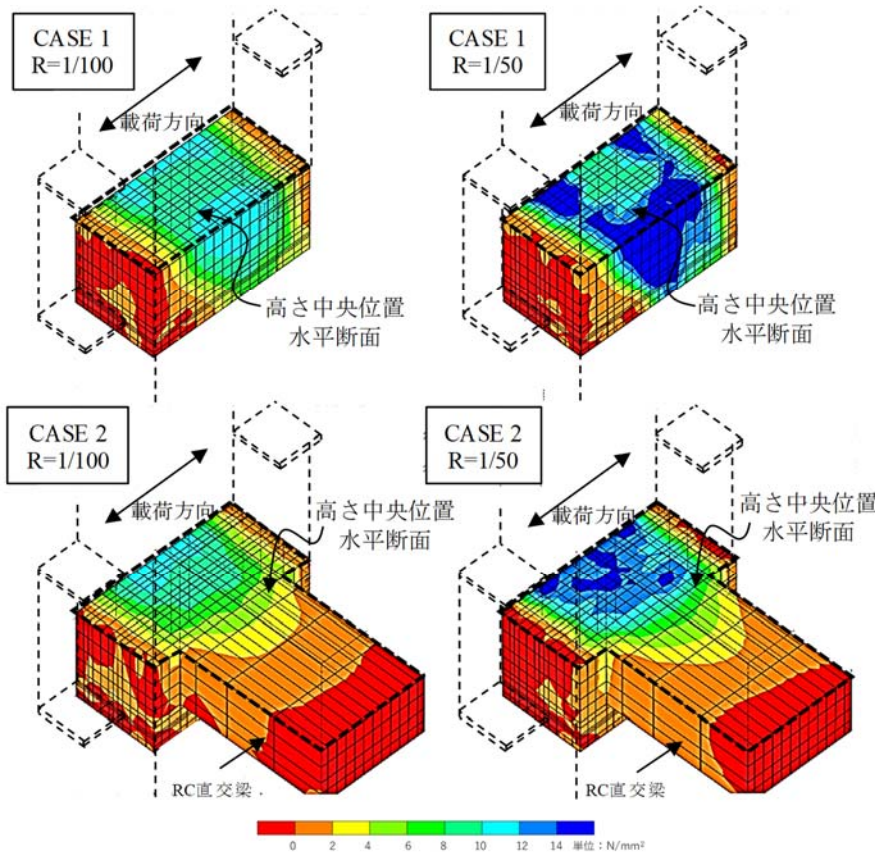 CASE 1
R=1/100
載荷方向
高さ中央位置
水平断面
CASE 1
R=1/50
載荷方向
高さ中央位置
水平断面
CASE 2
R=1/100
載荷方向
高さ中央位置
水平断面
RC直交梁
CASE 2
R=1/50
載荷方向
高さ中央位置
水平断面
RC直交梁
0 2 4 6 8 10 12 14 単位：N/mm²